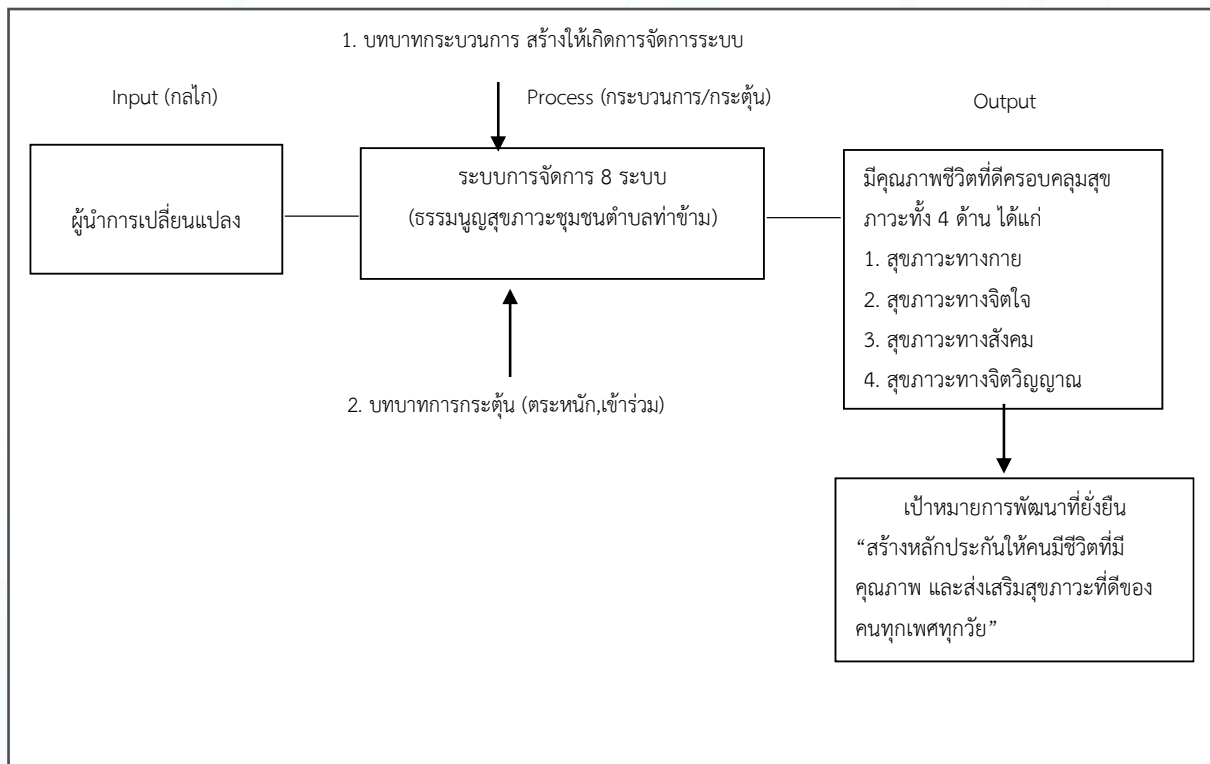 1. บทบาทกระบวนการ สร้างให้เกิดการจัดการระบบ
Input (กลไก)
Process (กระบวนการ/กระตุ้น)
Output
ผู้นำการเปลี่ยนแปลง
ระบบการจัดการ 8 ระบบ
(ธรรมนูญสุขภาวะชุมชนตำบลท่าข้าม)
มีคุณภาพชีวิตที่ดีครอบคลุมสุข
ภาวะทั้ง 4 ด้าน ได้แก่
1. สุขภาวะทางกาย
2. สุขภาวะทางจิตใจ
3. สุขภาวะทางสังคม
4. สุขภาวะทางจิตวิญญาณ
2. บทบาทการกระตุ้น (ตระหนัก,เข้าร่วม)
เป้าหมายการพัฒนาที่ยั่งยืน
“สร้างหลักประกันให้คนมีชีวิตที่มี
คุณภาพ และส่งเสริมสุขภาวะที่ดีของ
คนทุกเพศทุกวัย”